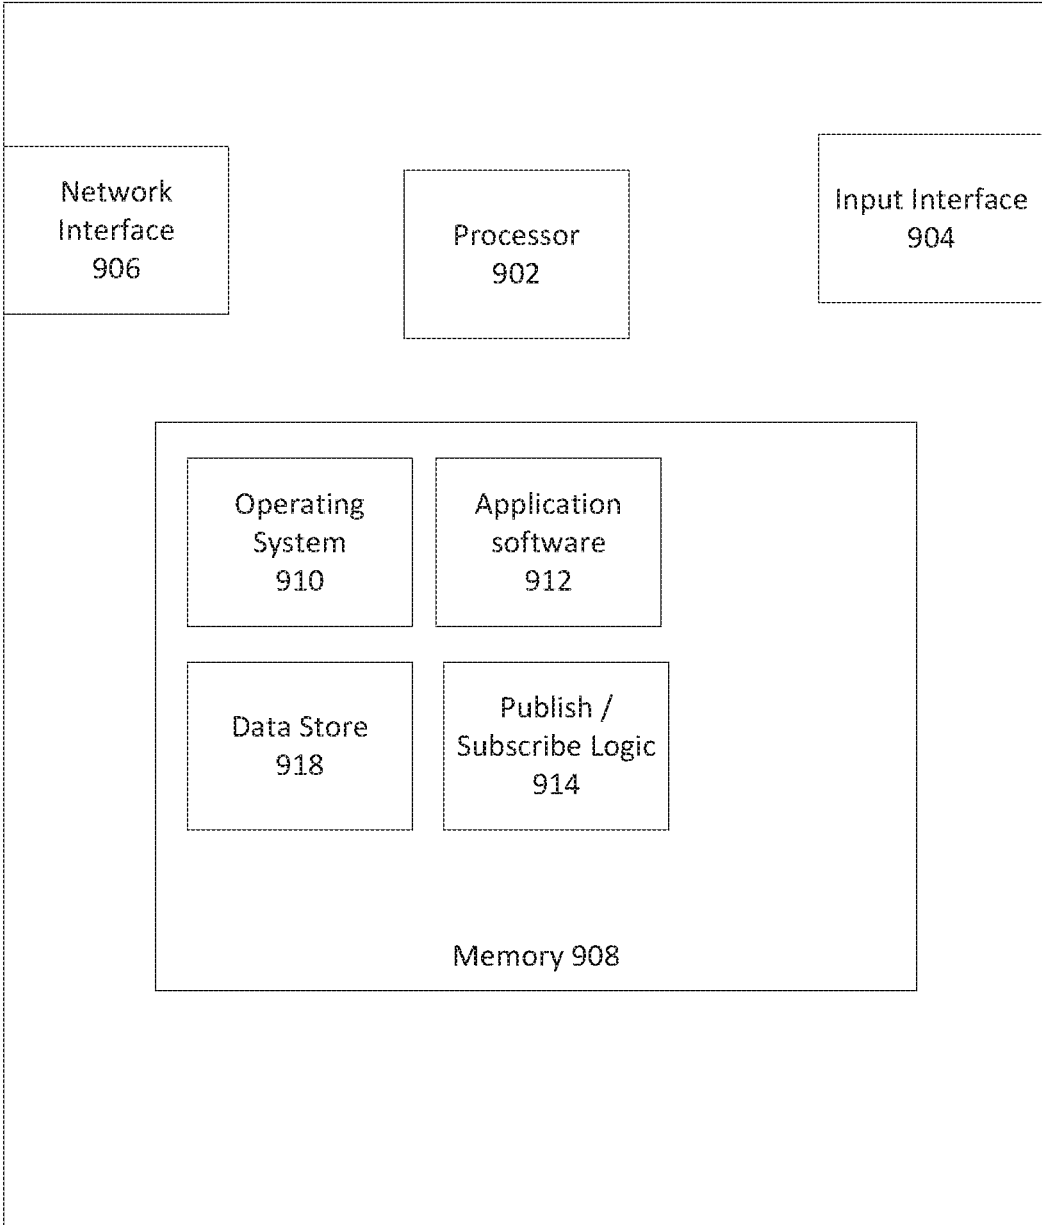 Network
Interface
906
Processor
902
Input Interface
904
Operating
System
910
Application
software
912
Data Store
918
Publish /
Subscribe Logic
914
Memory 908